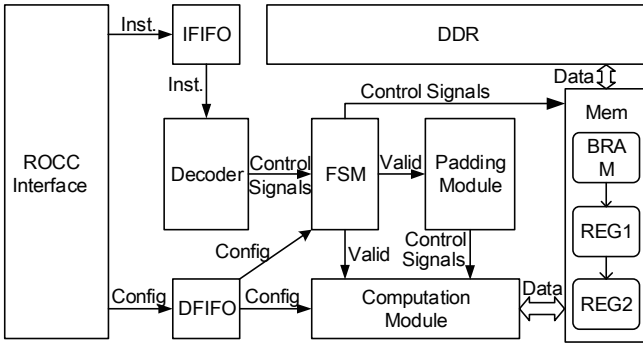 Inst.
IFIFO
DDR
Inst.
Data
Control Signals
Mem
ROCC
Interface
Decoder
Control
Signals
FSM
Valid
Padding
Module
BRA
M
REG1
Config
Valid
Control
Signals
Config
DFIFO
Config
Computation
Module
Data
REG2